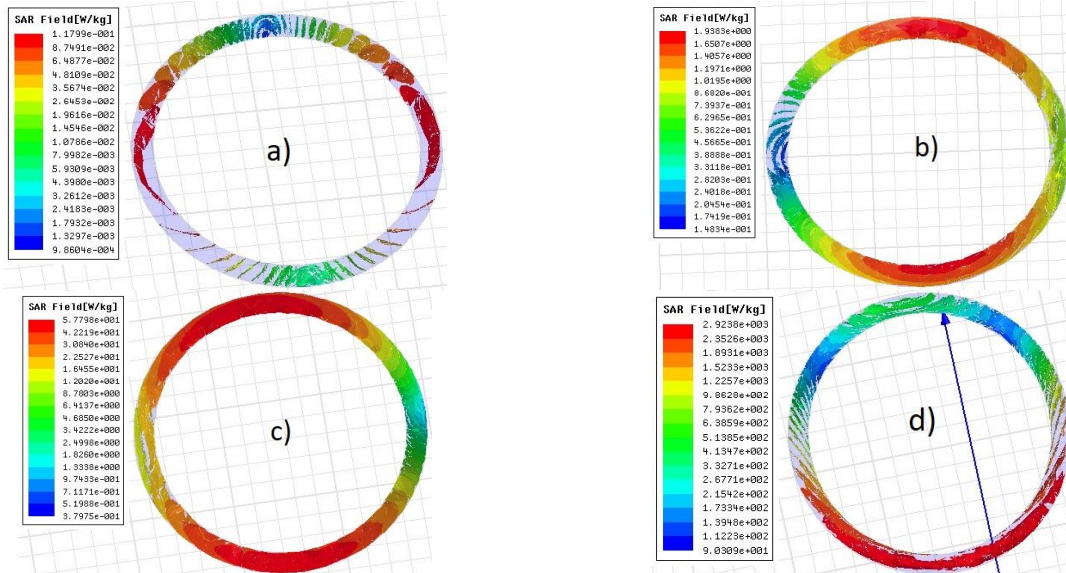 SAR Field[W/kg]
1.1799e-001
8.7491e-002
6.4877e-002
4.8109e-002
3.5674e-002
2.6453e-002
1.9616e-002
1.4546e-002
1.0786e-002
7.9982e-003
5.9309e-003
4.3980e-003
3.2612e-003
2.4183e-003
1.7932e-003
1.3297e-003
9.8604e-004
a)
SAR Field[W/kg]
1.9383e+000
1.6507e+000
1.4057e+000
1.1971e+000
1.0195e+000
8.6820e-001
7.3937e-001
6.2965e-001
5.3622e-001
4.5665e-001
3.8888e-001
3.3118e-001
2.8203e-001
2.4018e-001
2.0454e-001
1.7419e-001
1.4834e-001
b)
SAR Field[W/kg]
5.7798e+001
4.2219e+001
3.0840e+001
2.2527e+001
1.6455e+001
1.2020e+001
8.7803e+000
6.4137e+000
4.6850e+000
3.4222e+000
2.4998e+000
1.8260e+000
1.3338e+000
9.7433e-001
7.1171e-001
5.1988e-001
3.7975e-001
c)
SAR Field[W/kg]
2.9238e+003
2.3526e+003
1.8931e+003
1.5233e+003
1.2257e+003
9.8628e+002
7.9362e+002
6.3859e+002
5.1385e+002
4.1347e+002
3.3271e+002
2.6771e+002
2.1542e+002
1.7334e+002
1.3948e+002
1.1223e+002
9.0309e+001
d)